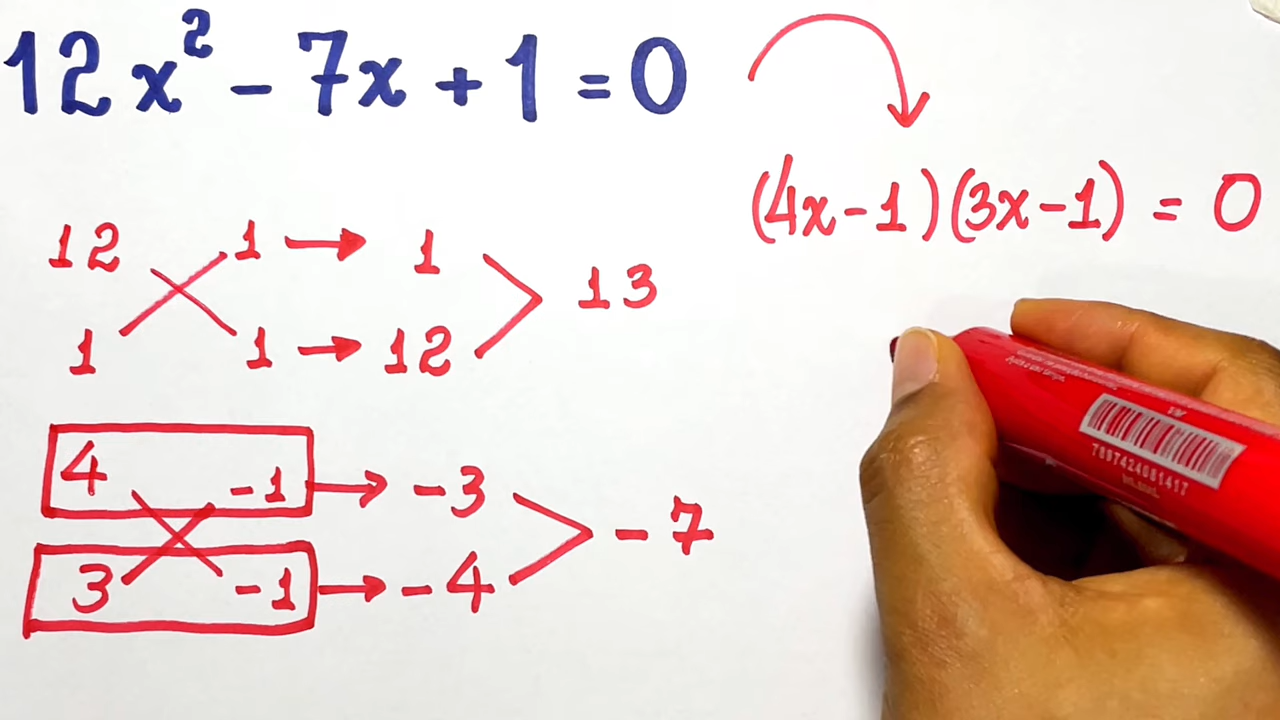 12x² - 7x + 1 = 0
(4x - 1)(3x - 1) = 0
12 1 → 1
13
1 1 → 12
4 -1 → -3
-7
3 -1 → -4
7897424081417